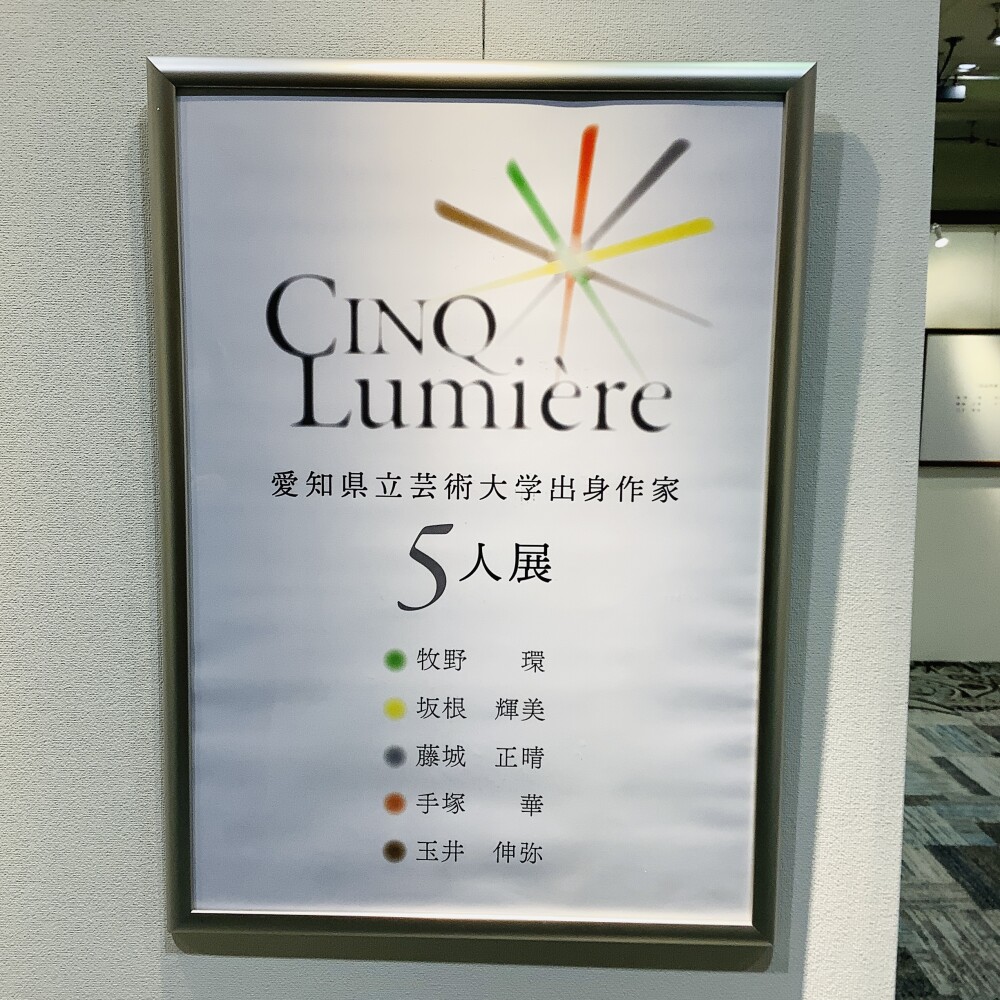 CINQ
Lumière
愛知県立芸術大学出身作家
5人展
牧野 環
坂根 輝美
藤城 正晴
手塚 華
玉井 伸弥